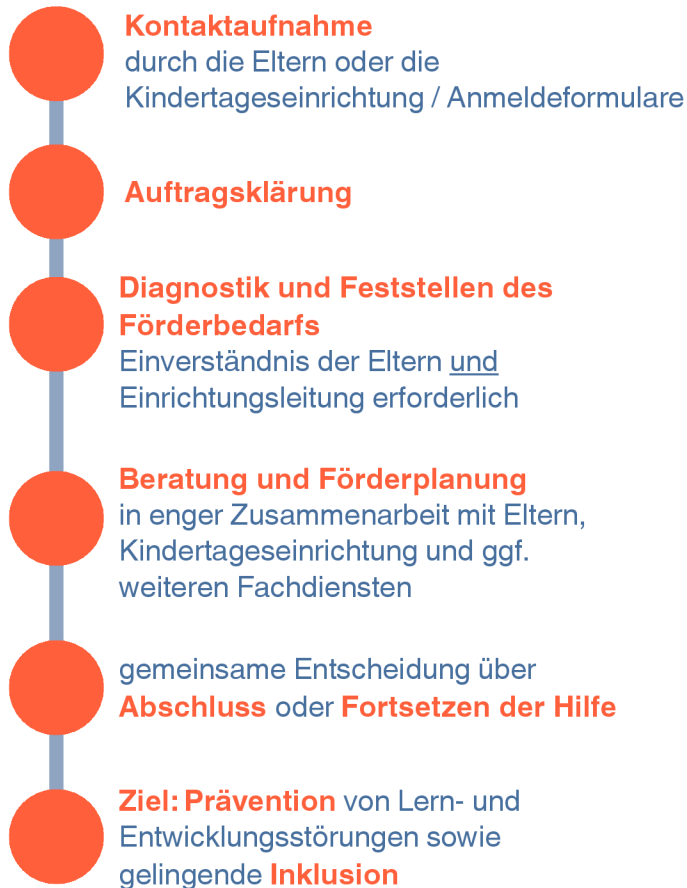 Kontaktaufnahme
durch die Eltern oder die
Kindertageseinrichtung / Anmeldeformulare
Auftragsklärung
Diagnostik und Feststellen des
Förderbedarfs
Einverständnis der Eltern und
Einrichtungsleitung erforderlich
Beratung und Förderplanung
in enger Zusammenarbeit mit Eltern,
Kindertageseinrichtung und ggf.
weiteren Fachdiensten
gemeinsame Entscheidung über
Abschluss oder Fortsetzen der Hilfe
Ziel: Prävention von Lern- und
Entwicklungsstörungen sowie
gelingende Inklusion